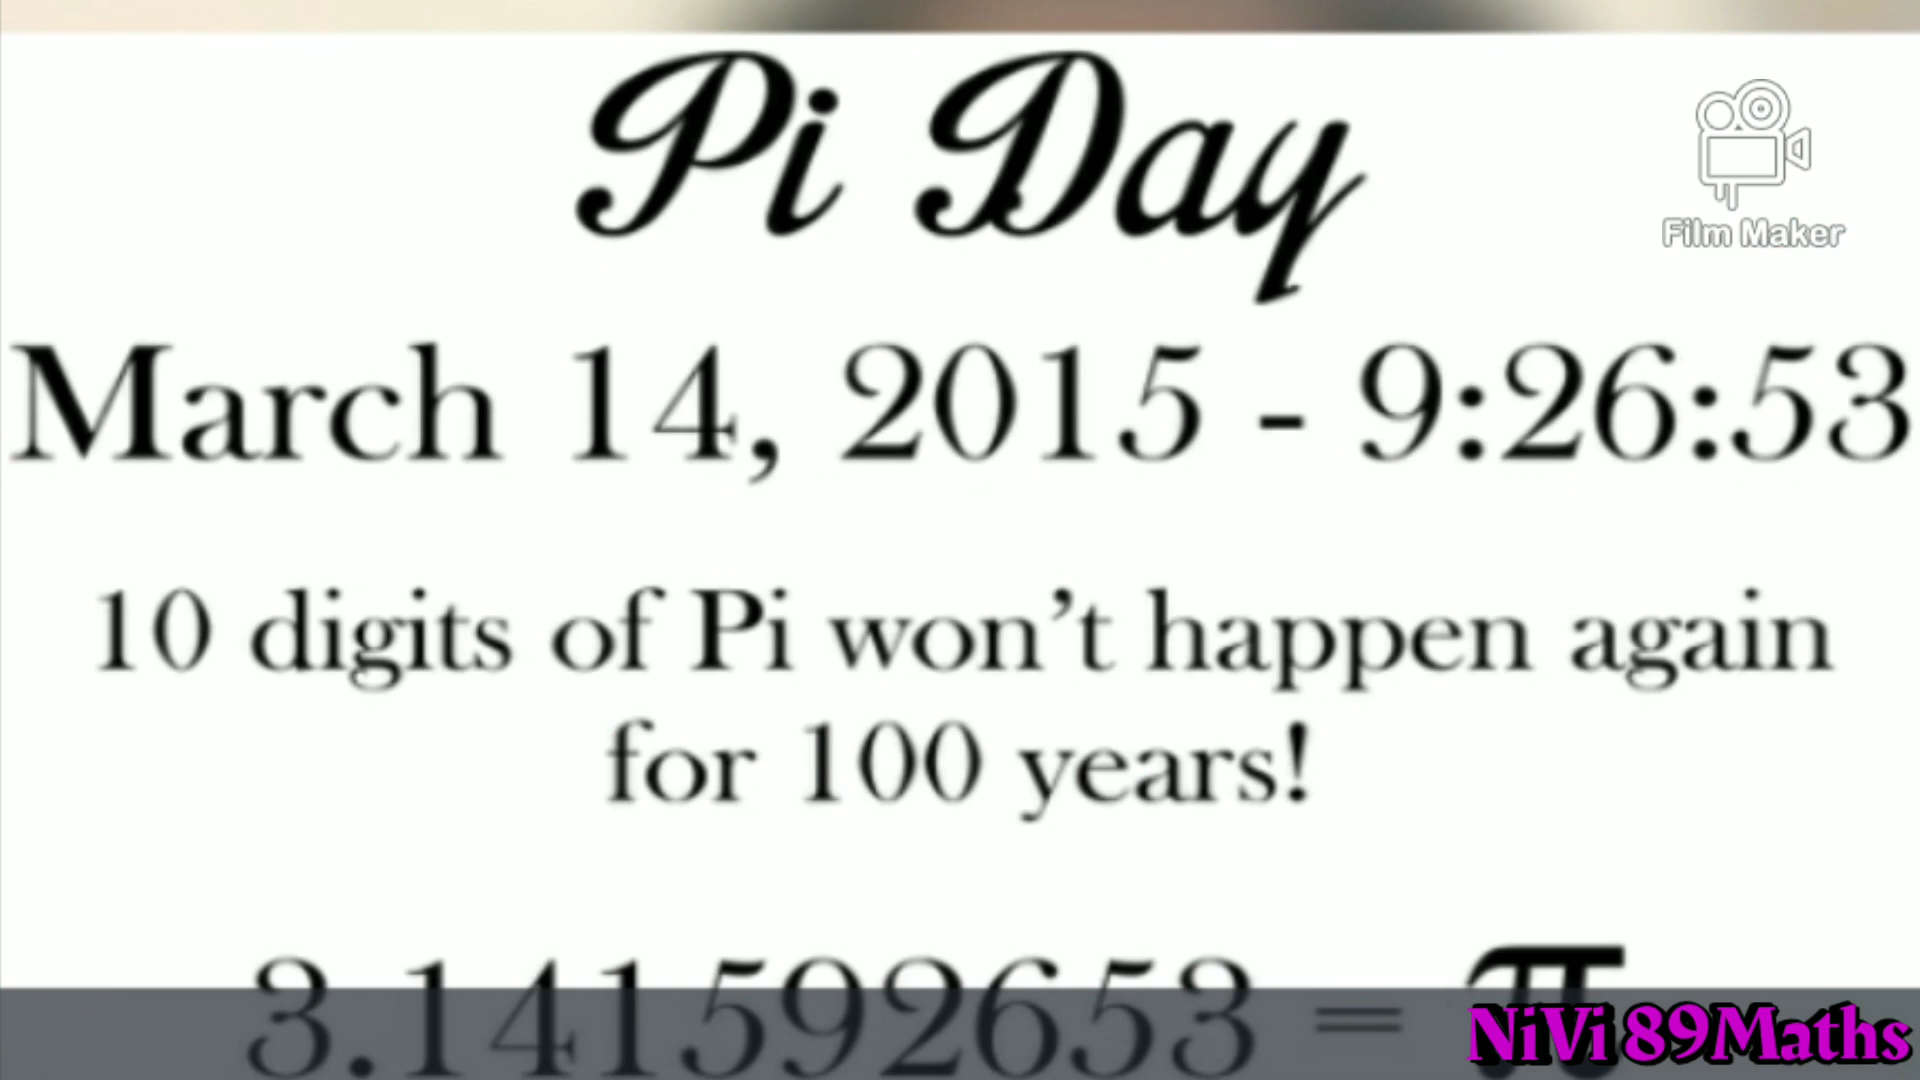 Pi Day
Film Maker
March 14, 2015 - 9:26:53
10 digits of Pi won’t happen again
for 100 years!
3.141592653 = π
NiVi 89Maths